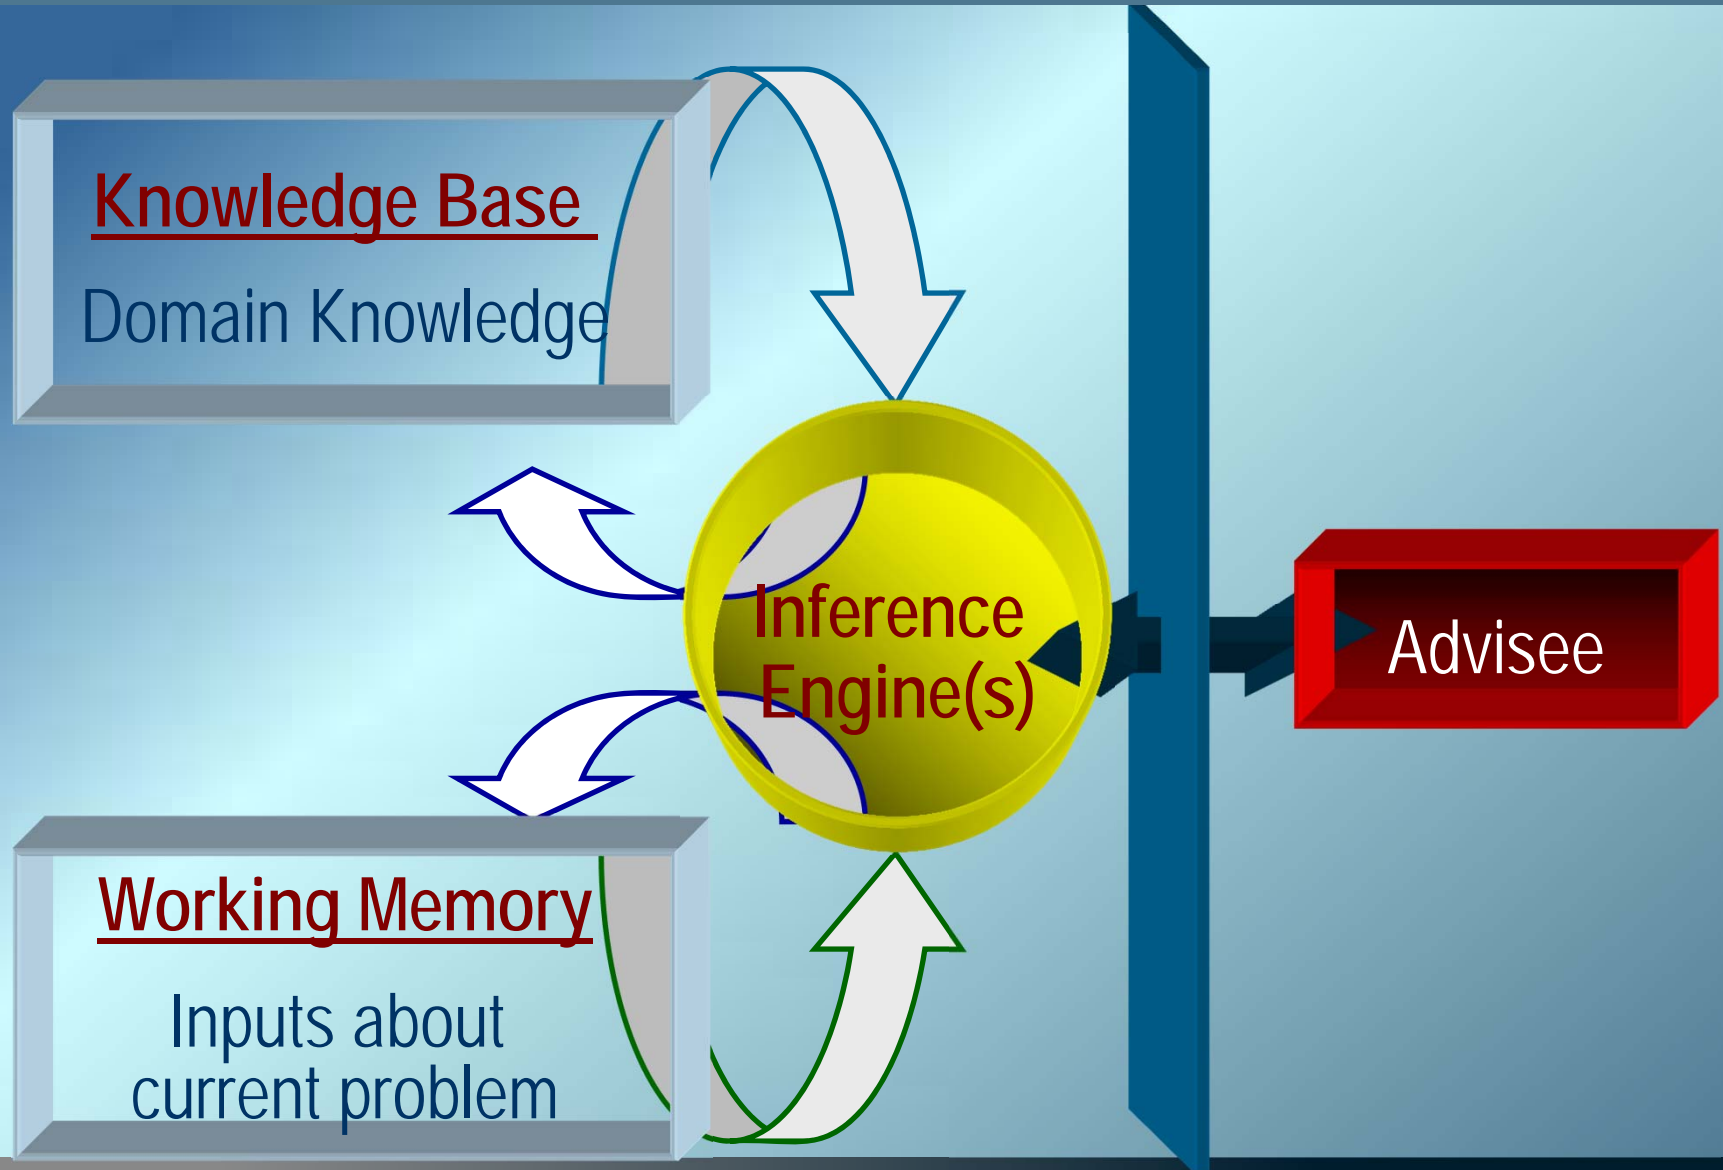 Knowledge Base
Domain Knowledge
Inference
Engine(s)
Advisee
Working Memory
Inputs about
current problem